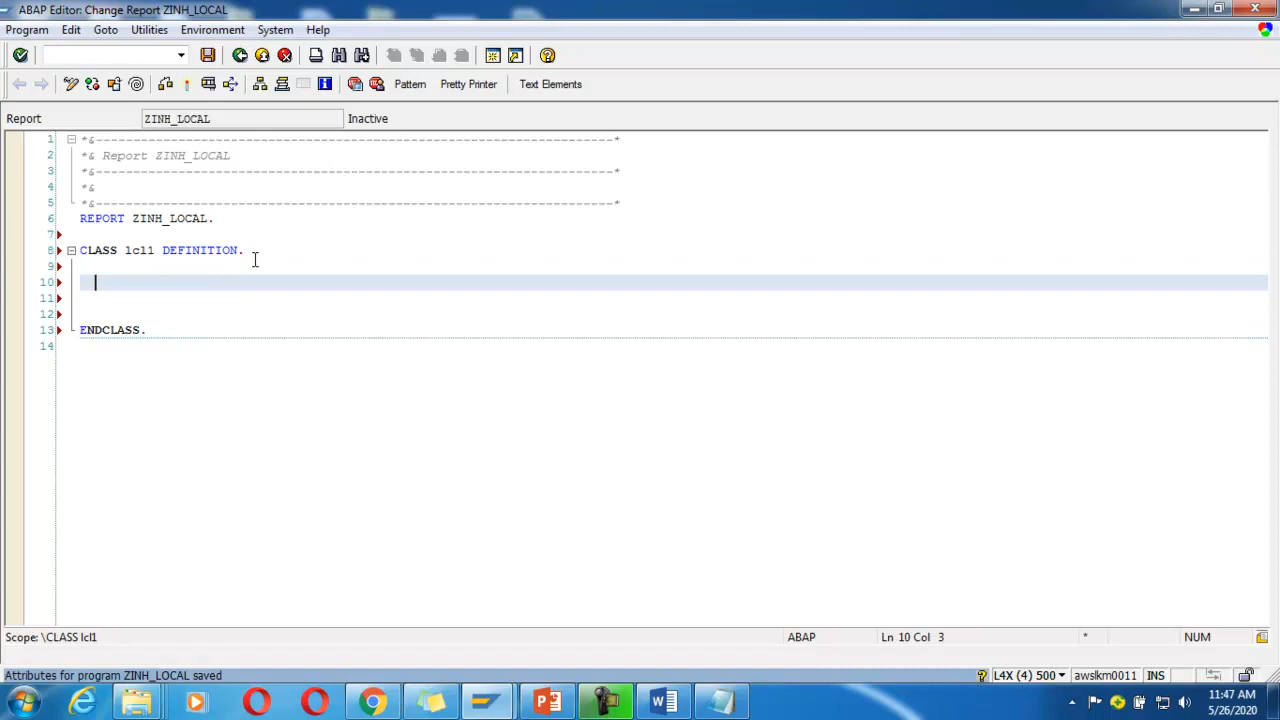 ABAP Editor: Change Report ZINH_LOCAL
Program Edit Goto Utilities Environment System Help
Pattern Pretty Printer Text Elements
Report ZINH_LOCAL Inactive
1 *&---------------------------------------------------------------------*
2 *& Report ZINH_LOCAL
3 *&---------------------------------------------------------------------*
4 *&
5 *&---------------------------------------------------------------------*
6 REPORT ZINH_LOCAL.
7
8 CLASS lcl1 DEFINITION.
9
10
11
12
13 ENDCLASS.
14
Scope: \CLASS lcl1 ABAP Ln 10 Col 3 * NUM
Attributes for program ZINH_LOCAL saved L4X (4) 500 awslkm0011 INS
11:47 AM
5/26/2020